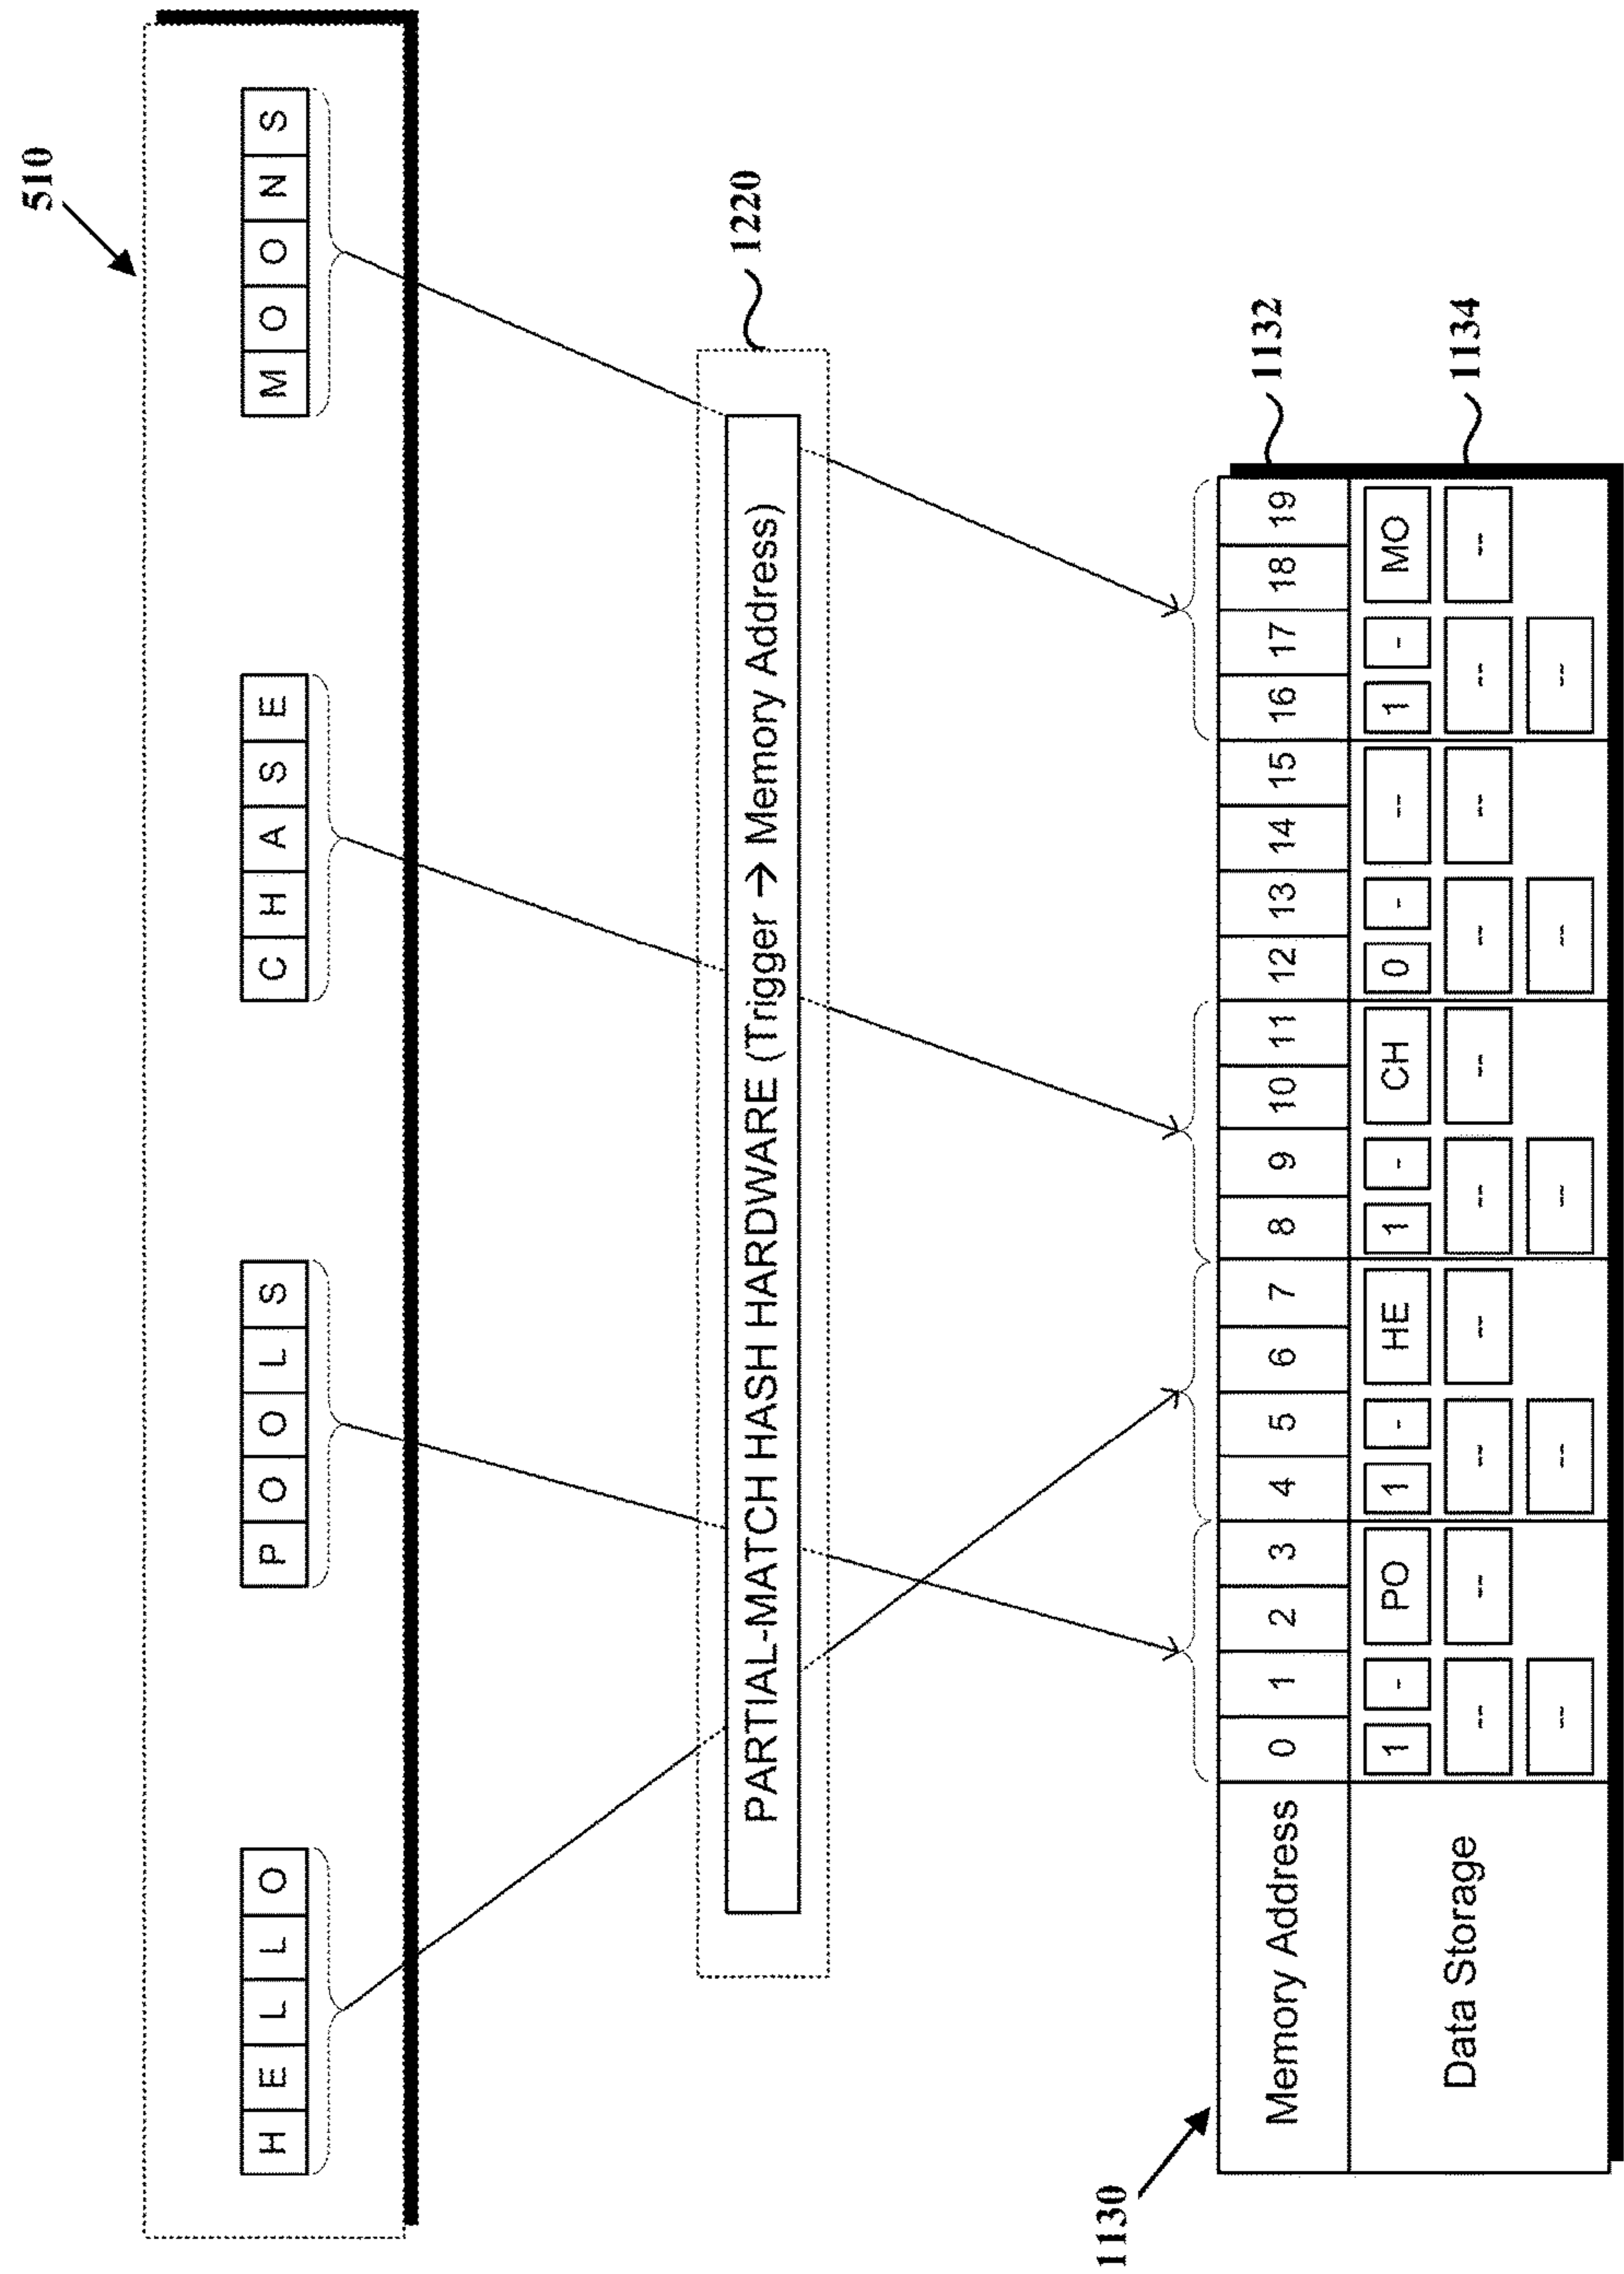 510
H E L L O P O O L S C H A S E M O O N S
1220
PARTIAL-MATCH HASH HARDWARE (Trigger → Memory Address)
1130
1132
Memory Address 0 1 2 3 4 5 6 7 8 9 10 11 12 13 14 15 16 17 18 19
1134
Data Storage
1 - PO 1 - HE 1 - CH 0 - -- 1 - MO
-- -- -- -- -- -- -- -- -- --
-- -- -- -- --